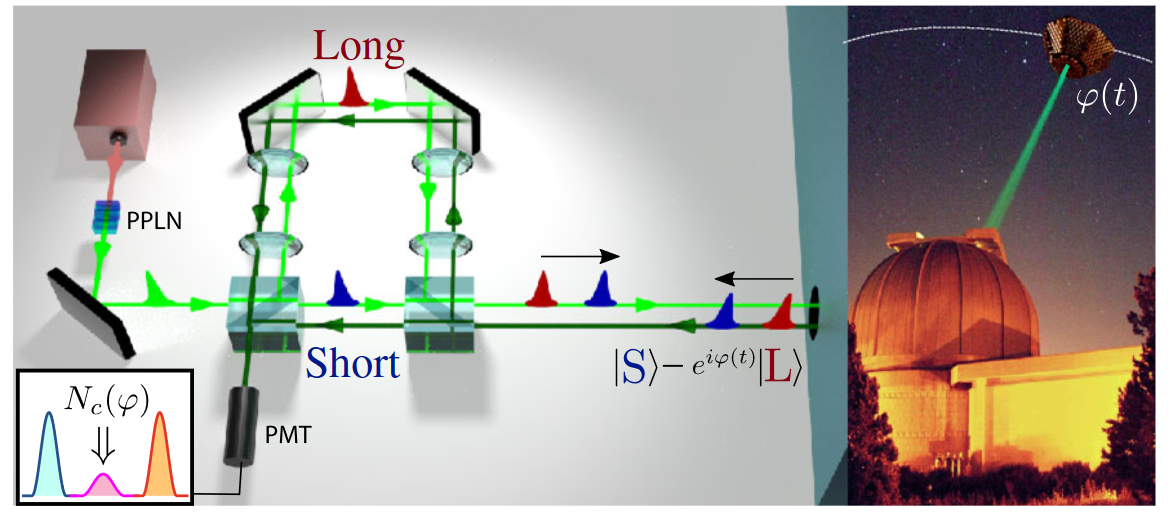 Long
φ(t)
PPLN
Short
|S⟩− e^{iφ(t)}|L⟩
N_c(φ)
⇓
PMT